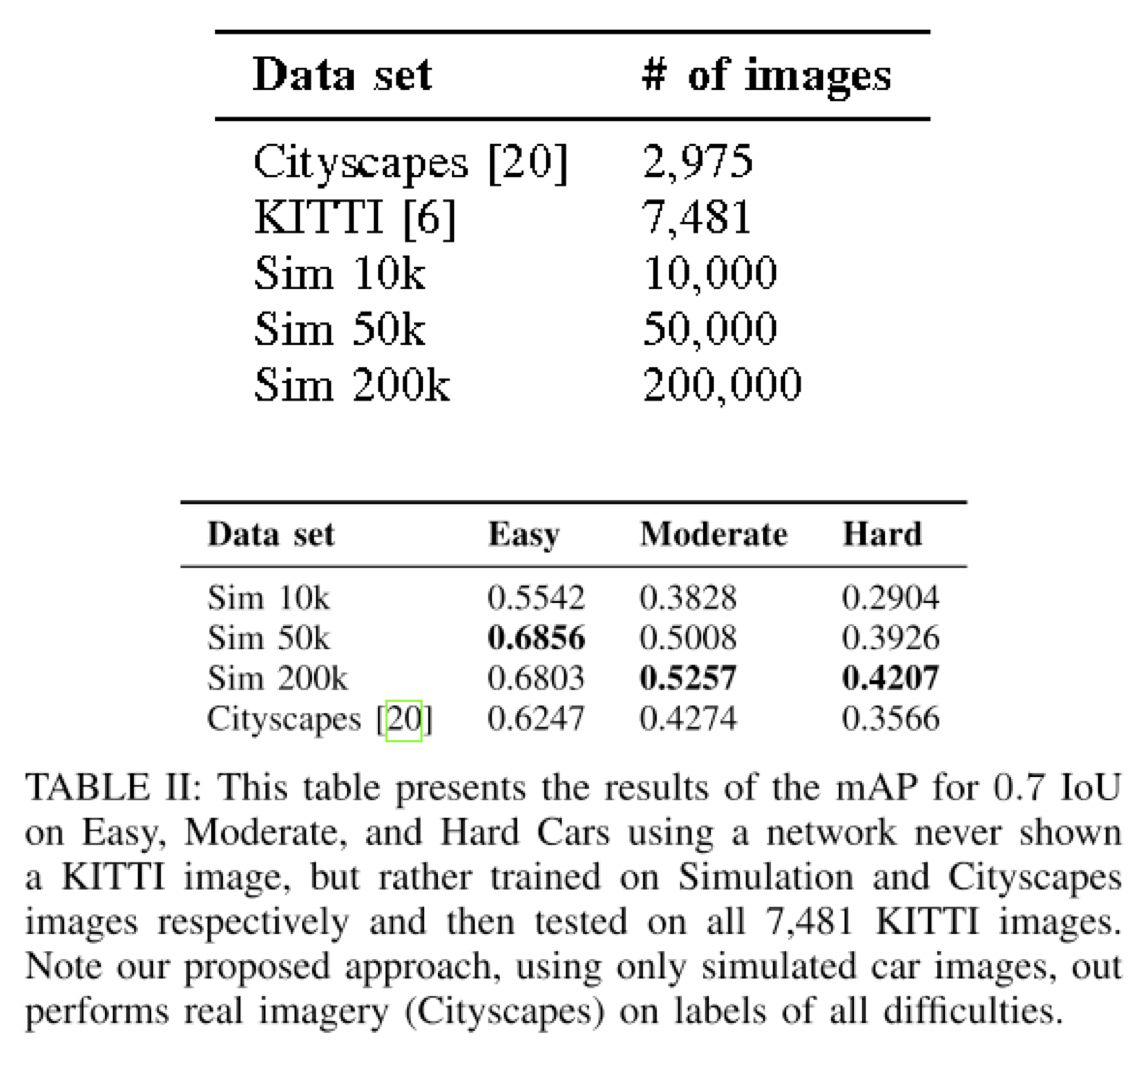 Data set # of images
Cityscapes [20] 2,975
KITTI [6] 7,481
Sim 10k 10,000
Sim 50k 50,000
Sim 200k 200,000
Data set Easy Moderate Hard
Sim 10k 0.5542 0.3828 0.2904
Sim 50k 0.6856 0.5008 0.3926
Sim 200k 0.6803 0.5257 0.4207
Cityscapes [20] 0.6247 0.4274 0.3566
TABLE II: This table presents the results of the mAP for 0.7 IoU
on Easy, Moderate, and Hard Cars using a network never shown
a KITTI image, but rather trained on Simulation and Cityscapes
images respectively and then tested on all 7,481 KITTI images.
Note our proposed approach, using only simulated car images, out
performs real imagery (Cityscapes) on labels of all difficulties.